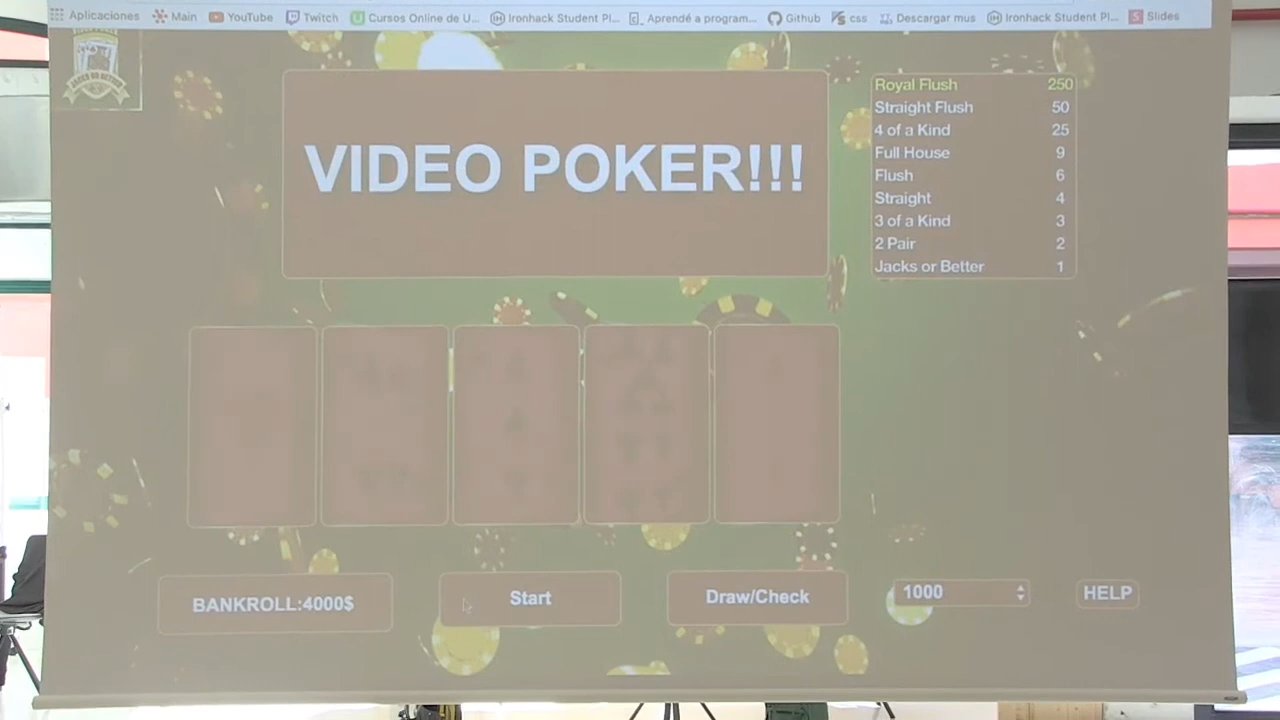 Aplicaciones Main YouTube Twitch Cursos Online de U... Ironhack Student Pl... Aprendé a program... Github css Descargar mus Ironhack Student Pl... Slides
JACKS OR BETTER
VIDEO POKER!!!
Royal Flush 250
Straight Flush 50
4 of a Kind 25
Full House 9
Flush 6
Straight 4
3 of a Kind 3
2 Pair 2
Jacks or Better 1
BANKROLL:4000$
Start
Draw/Check
1000
HELP